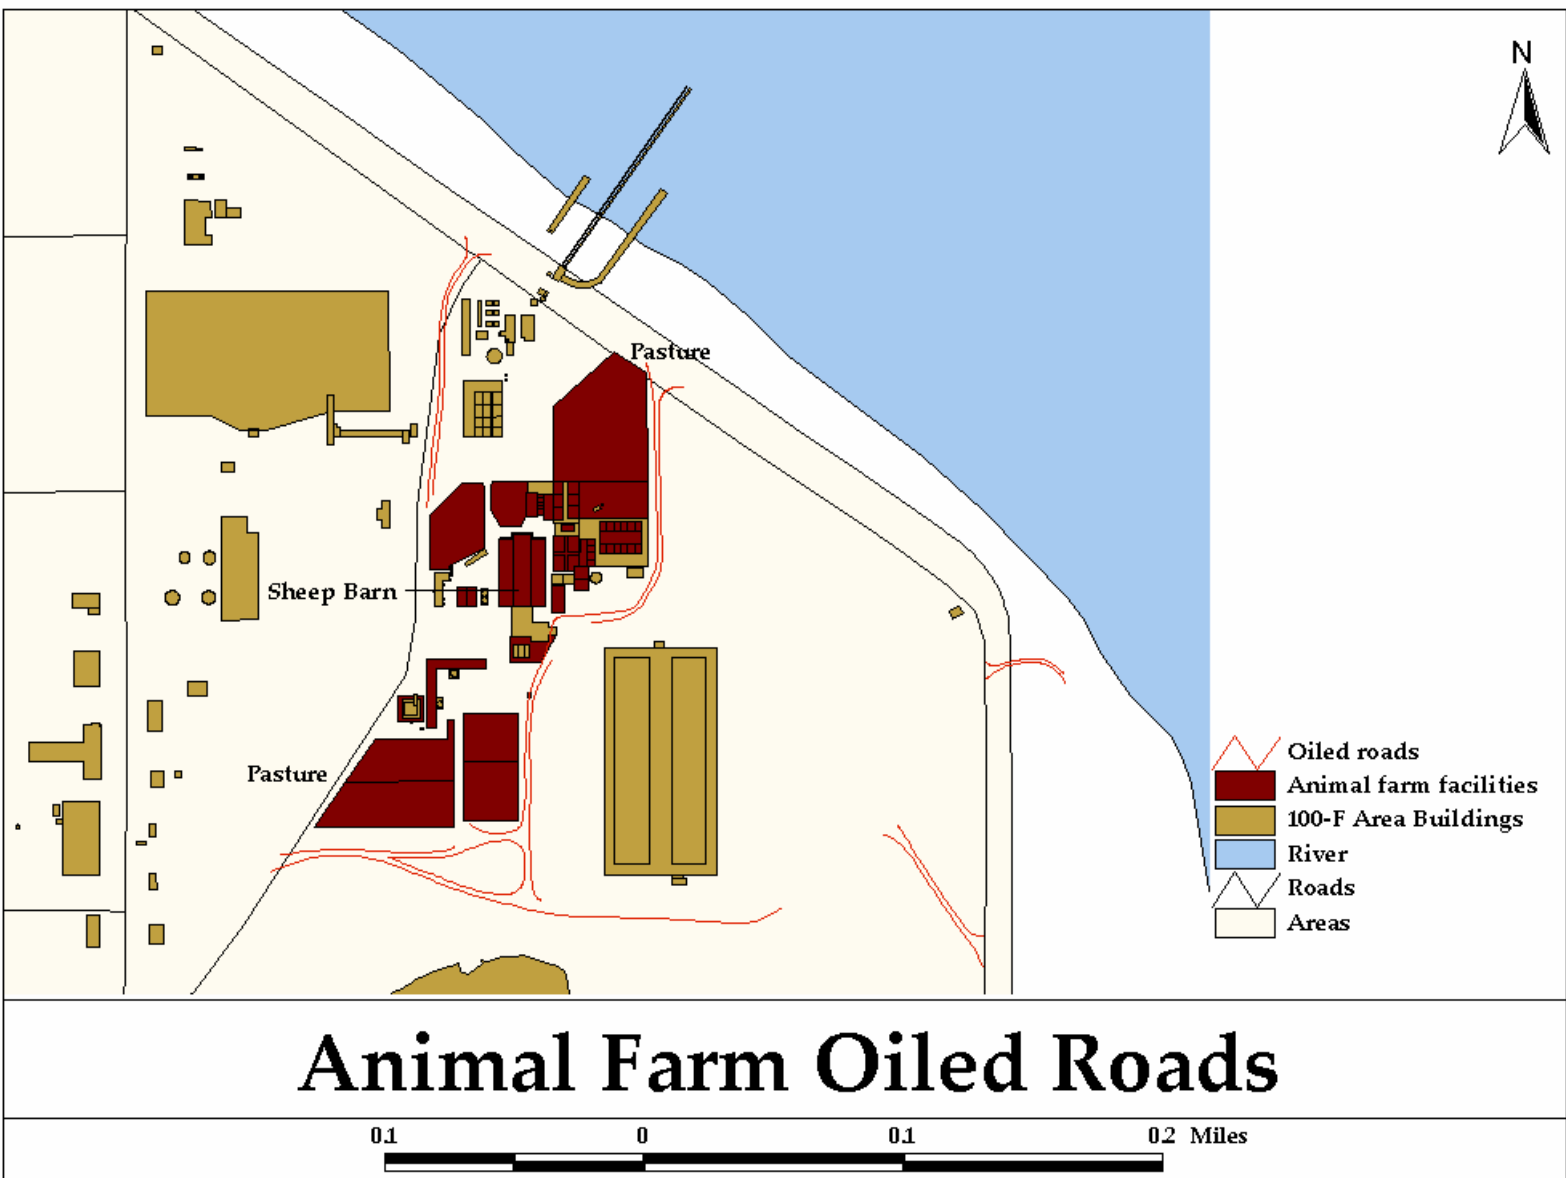 N
Pasture
Sheep Barn
Pasture
Oiled roads
Animal farm facilities
100-F Area Buildings
River
Roads
Areas
Animal Farm Oiled Roads
0.1 0 0.1 0.2 Miles